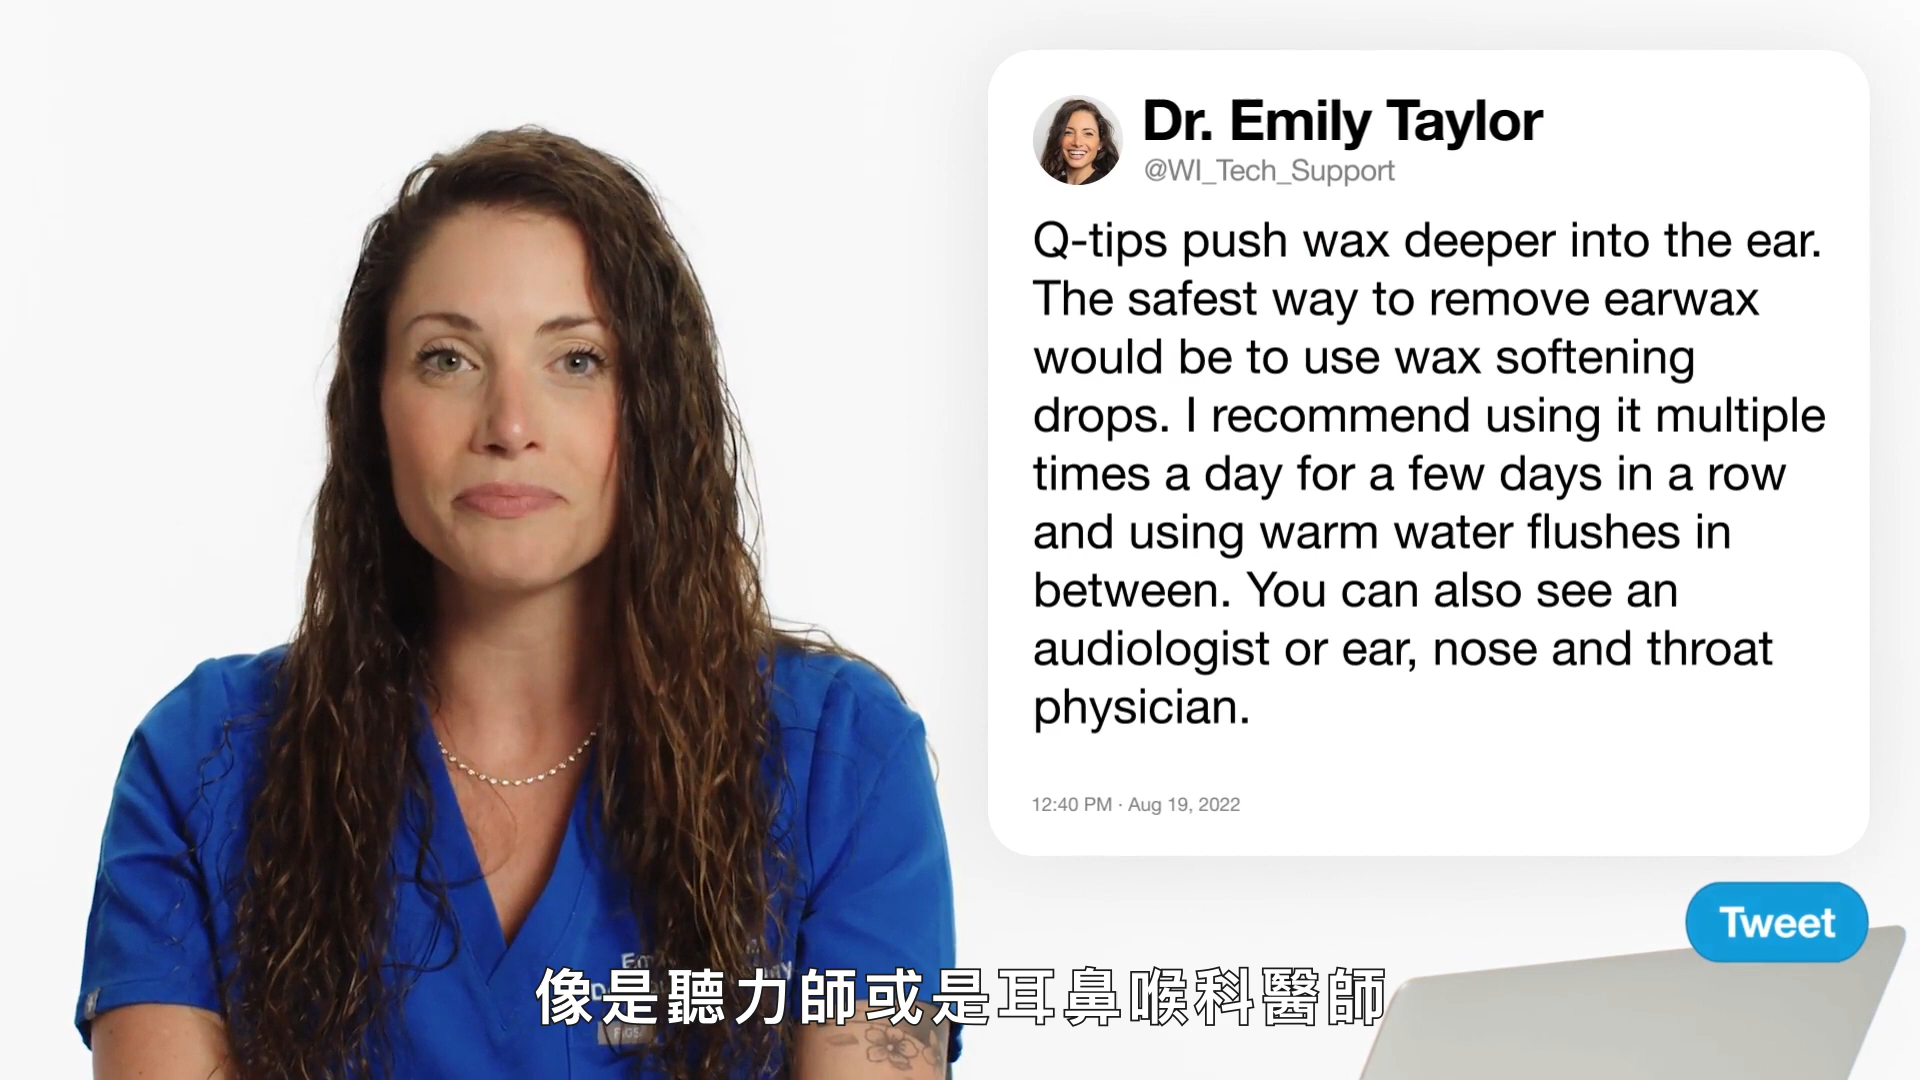 Dr. Emily Taylor
@WI_Tech_Support
Q-tips push wax deeper into the ear.
The safest way to remove earwax
would be to use wax softening
drops. I recommend using it multiple
times a day for a few days in a row
and using warm water flushes in
between. You can also see an
audiologist or ear, nose and throat
physician.
12:40 PM · Aug 19, 2022
Tweet
像是聽力師或是耳鼻喉科醫師